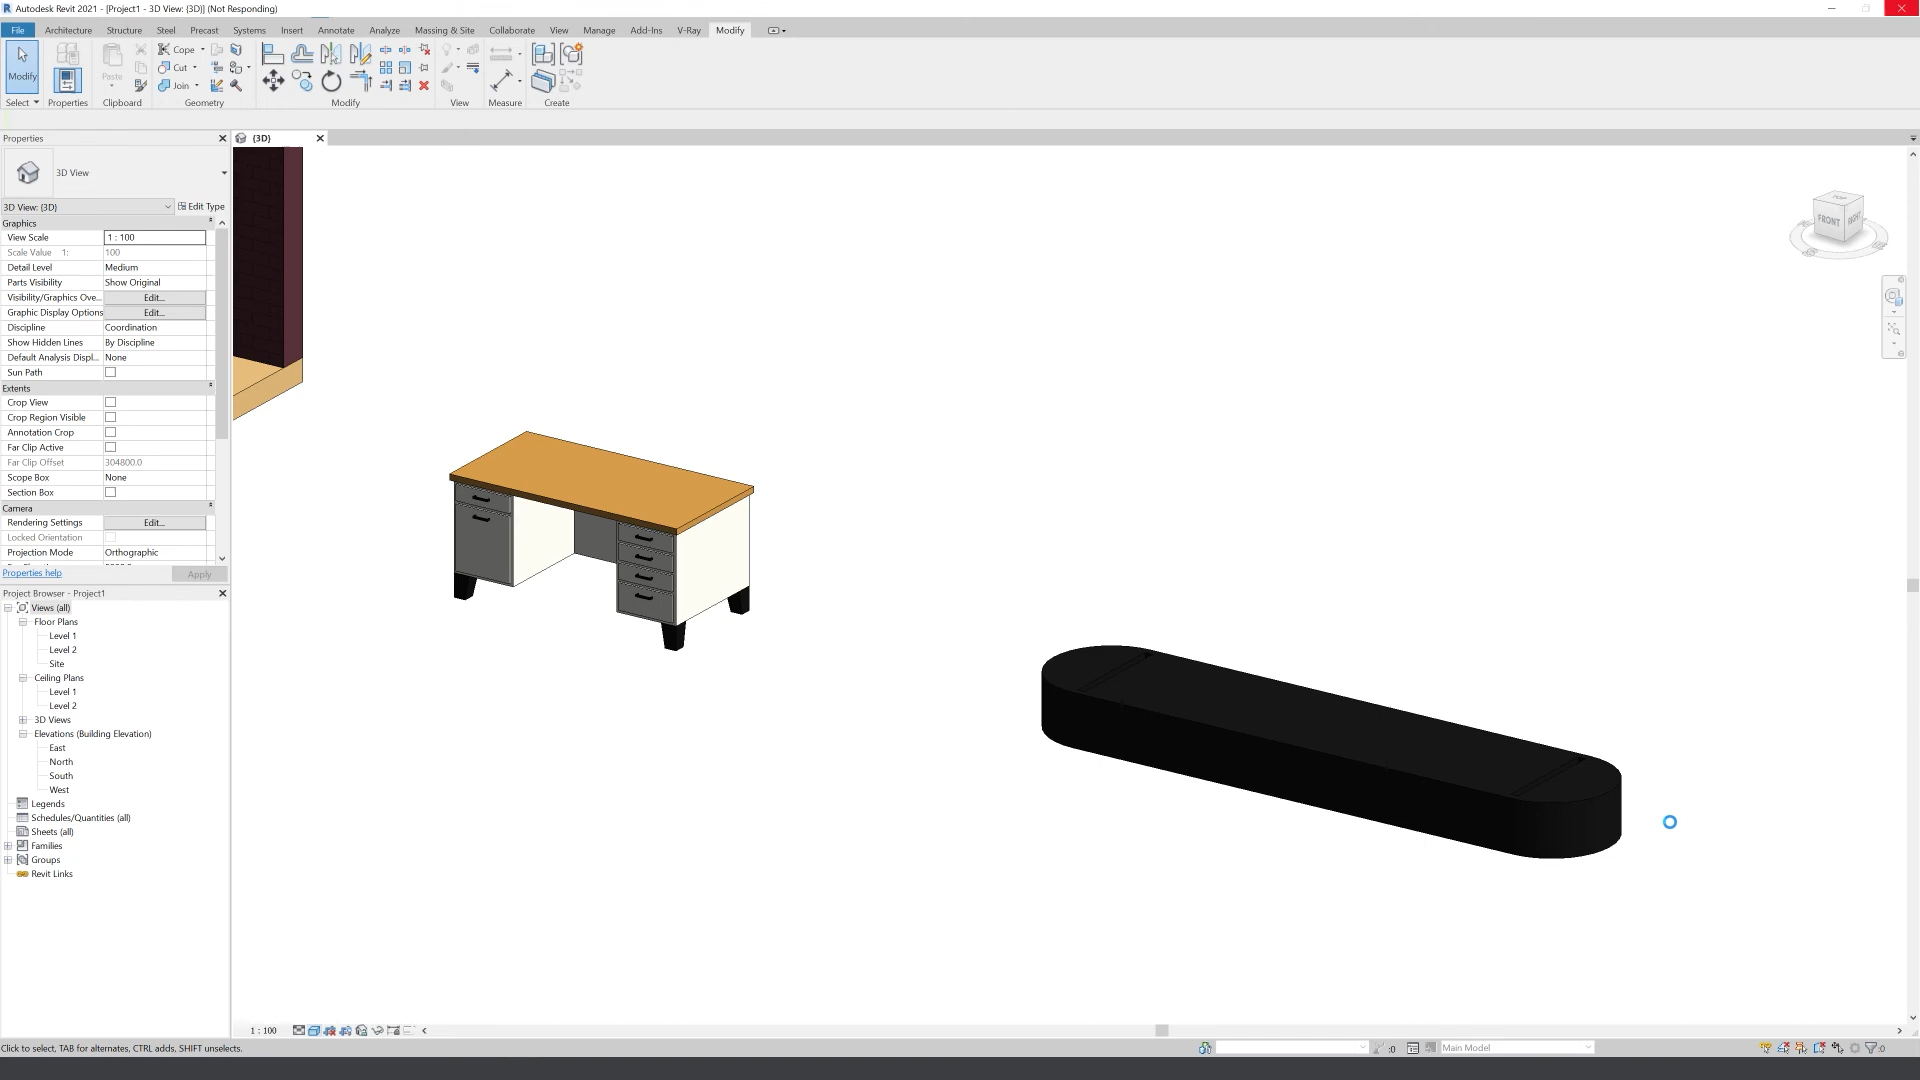 Autodesk Revit 2021 - [Project1 - 3D View: {3D}] (Not Responding)
File Architecture Structure Steel Precast Systems Insert Annotate Analyze Massing & Site Collaborate View Manage Add-Ins V-Ray Modify
Modify
Paste
Cope
Cut
Join
Select Properties Clipboard Geometry Modify View Measure Create
Properties
{3D}
3D View
3D View: {3D}
Edit Type
Graphics
View Scale 1 : 100
Scale Value 1: 100
Detail Level Medium
Parts Visibility Show Original
Visibility/Graphics Ove... Edit...
Graphic Display Options Edit...
Discipline Coordination
Show Hidden Lines By Discipline
Default Analysis Displ... None
Sun Path
Extents
Crop View
Crop Region Visible
Annotation Crop
Far Clip Active
Far Clip Offset 304800.0
Scope Box None
Section Box
Camera
Rendering Settings Edit...
Locked Orientation
Projection Mode Orthographic
Properties help
Apply
Project Browser - Project1
Views (all)
Floor Plans
Level 1
Level 2
Site
Ceiling Plans
Level 1
Level 2
3D Views
Elevations (Building Elevation)
East
North
South
West
Legends
Schedules/Quantities (all)
Sheets (all)
Families
Groups
Revit Links
TOP
FRONT
RIGHT
1 : 100
Click to select, TAB for alternates, CTRL adds, SHIFT unselects.
:0
Main Model
:0